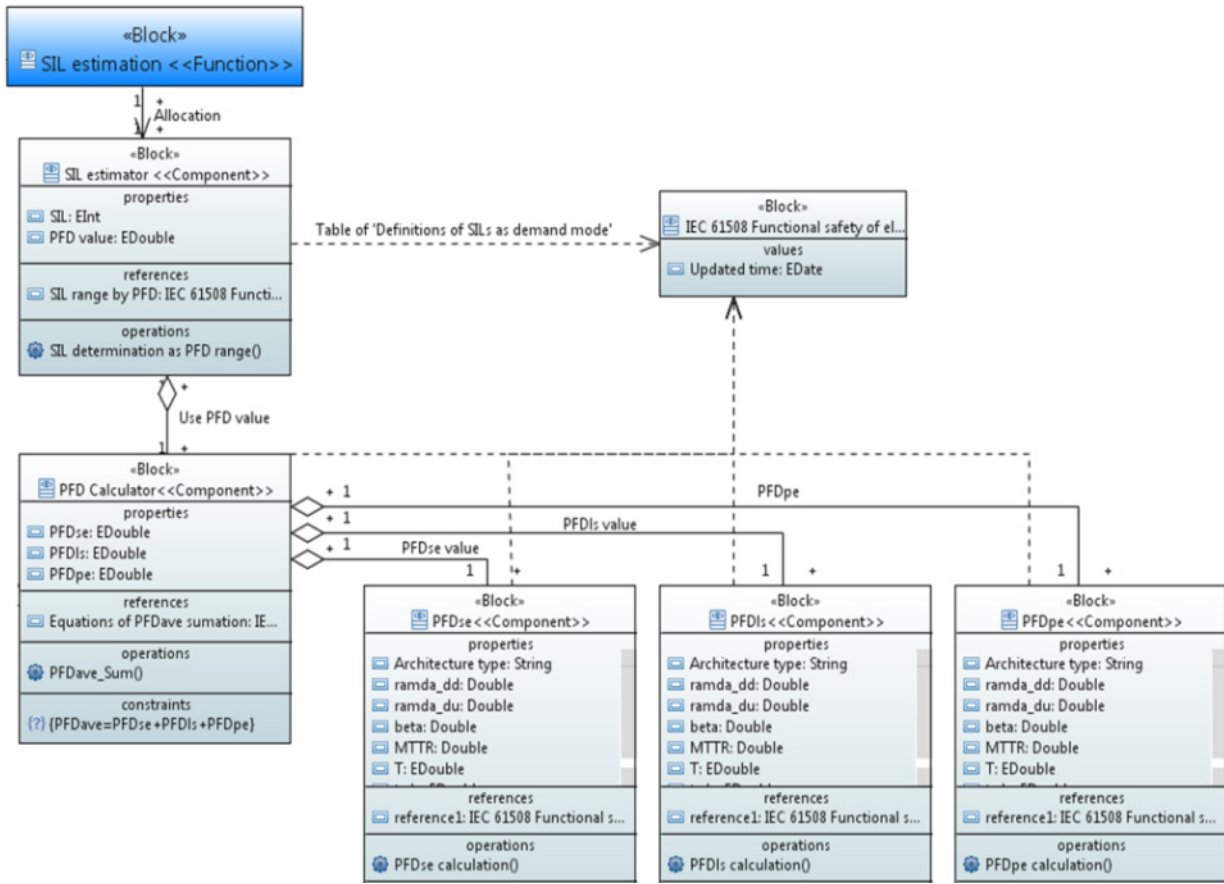 «Block»
SIL estimation <<Function>>
1 +
Allocation
1 +
«Block»
SIL estimator <<Component>>
properties
SIL: EInt
PFD value: EDouble
references
SIL range by PFD: IEC 61508 Functi...
operations
SIL determination as PFD range()
Table of 'Definitions of SILs as demand mode'
«Block»
IEC 61508 Functional safety of el...
values
Updated time: EDate
+
Use PFD value
1 +
«Block»
PFD Calculator<<Component>>
properties
PFDse: EDouble
PFDls: EDouble
PFDpe: EDouble
references
Equations of PFDave sumation: IE...
operations
PFDave_Sum()
constraints
{?} {PFDave=PFDse+PFDls+PFDpe}
+ 1
PFDpe
+ 1
PFDls value
+ 1
PFDse value
1 +
1 +
1 +
«Block»
PFDse<<Component>>
properties
Architecture type: String
ramda_dd: Double
ramda_du: Double
beta: Double
MTTR: Double
T: EDouble
references
reference1: IEC 61508 Functional s...
operations
PFDse calculation()
«Block»
PFDls<<Component>>
properties
Architecture type: String
ramda_dd: Double
ramda_du: Double
beta: Double
MTTR: Double
T: EDouble
references
reference1: IEC 61508 Functional s...
operations
PFDls calculation()
«Block»
PFDpe<<Component>>
properties
Architecture type: String
ramda_dd: Double
ramda_du: Double
beta: Double
MTTR: Double
T: EDouble
references
reference1: IEC 61508 Functional s...
operations
PFDpe calculation()